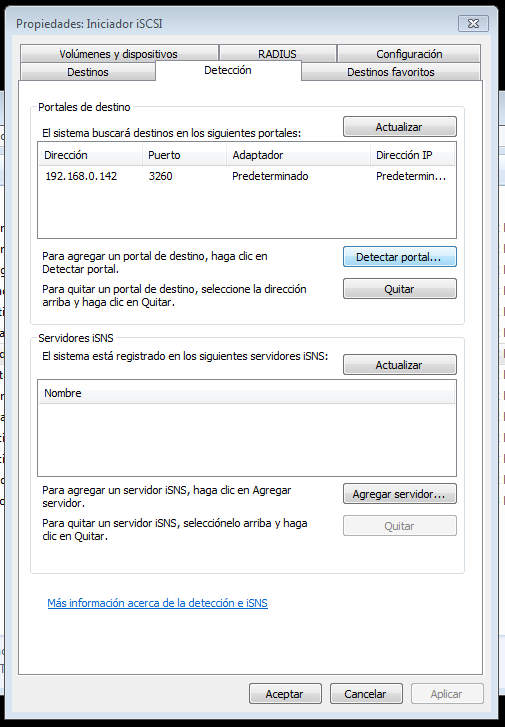 Propiedades: Iniciador iSCSI
Volúmenes y dispositivos RADIUS Configuración
Destinos Detección Destinos favoritos
Portales de destino
El sistema buscará destinos en los siguientes portales: Actualizar
Dirección Puerto Adaptador Dirección IP
192.168.0.142 3260 Predeterminado Predetermin...
Para agregar un portal de destino, haga clic en
Detectar portal.
Detectar portal...
Para quitar un portal de destino, seleccione la dirección
arriba y haga clic en Quitar.
Quitar
Servidores iSNS
El sistema está registrado en los siguientes servidores iSNS: Actualizar
Nombre
Para agregar un servidor iSNS, haga clic en Agregar
servidor.
Agregar servidor...
Para quitar un servidor iSNS, selecciónelo arriba y haga
clic en Quitar.
Quitar
Más información acerca de la detección e iSNS
Aceptar Cancelar Aplicar